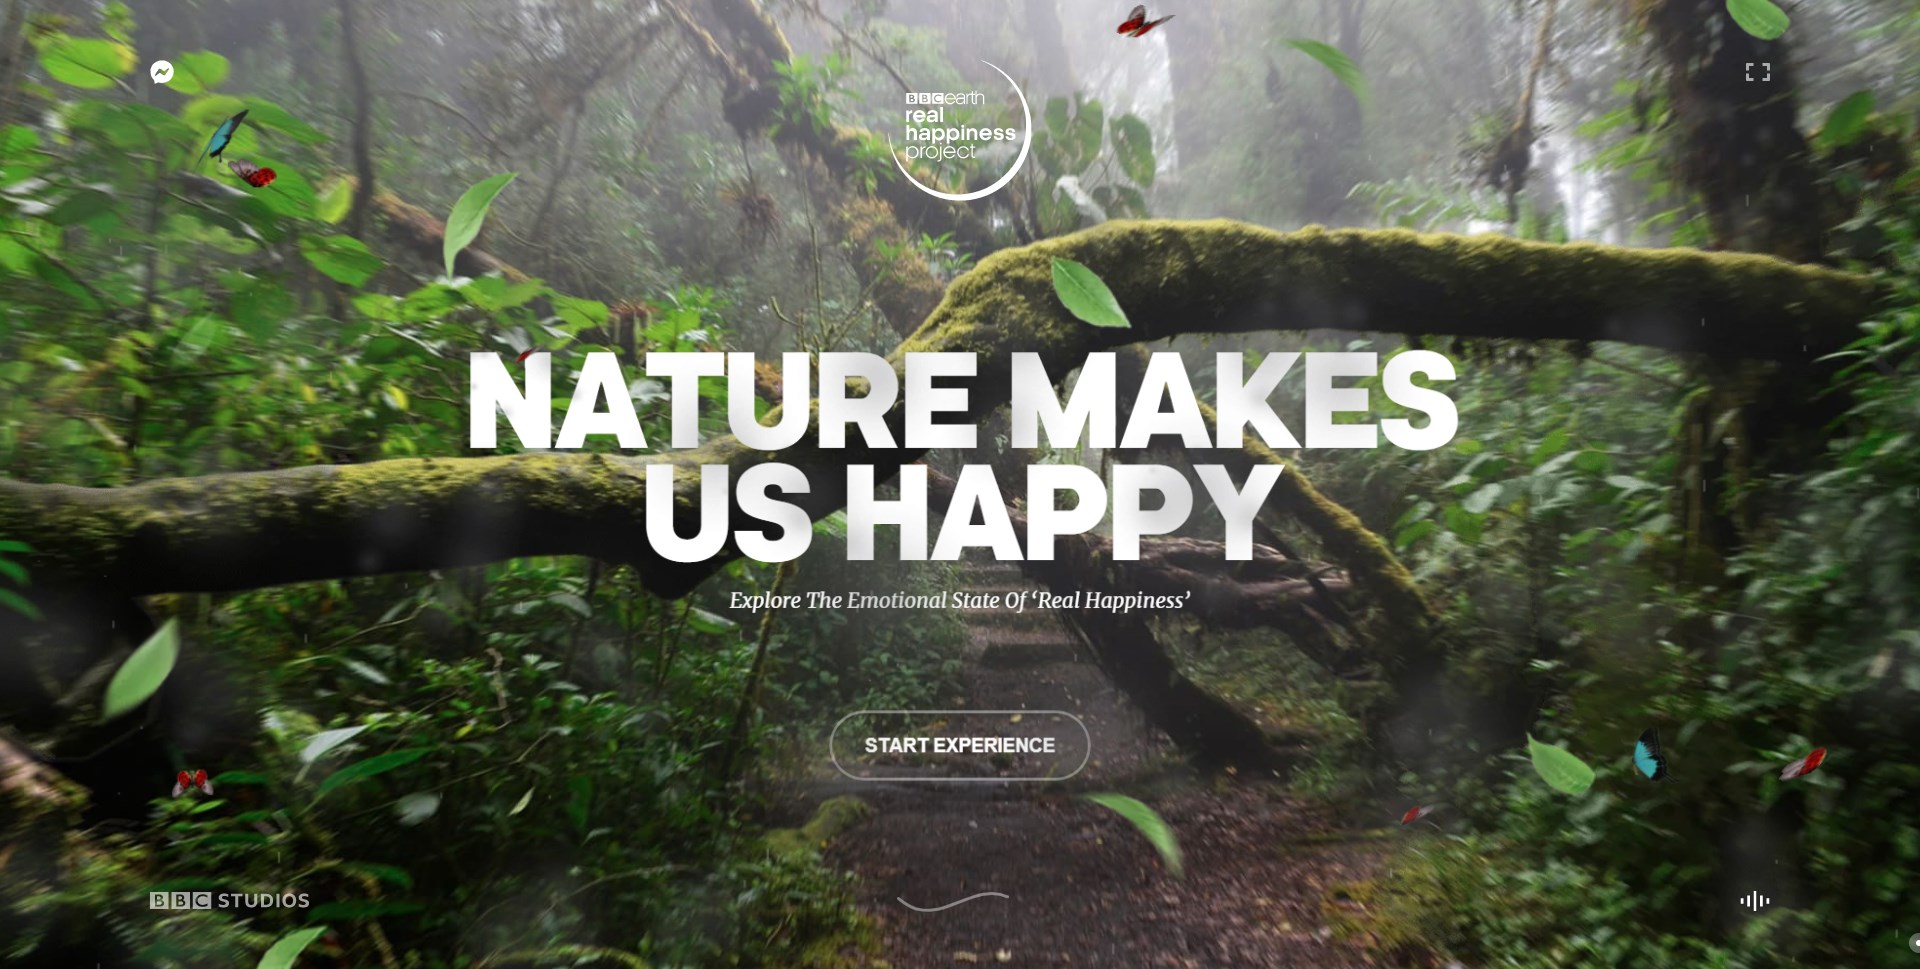 BBC earth
real
happiness
project
NATURE MAKES
US HAPPY
Explore The Emotional State Of ‘Real Happiness’
START EXPERIENCE
BBC STUDIOS